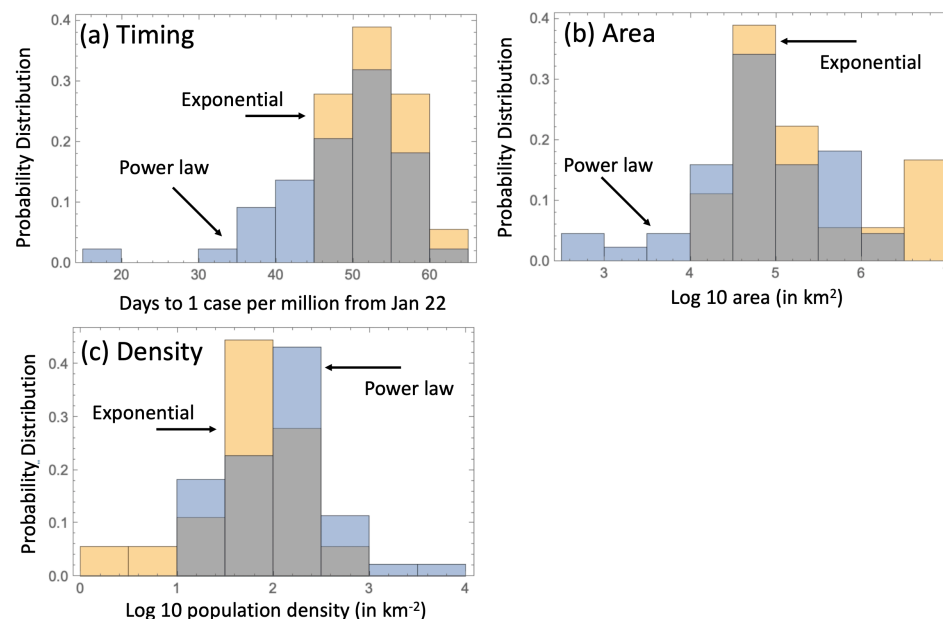 (a) Timing
Probability Distribution
0.4
0.3
0.2
0.1
0.0
Exponential
Power law
20
30
40
50
60
Days to 1 case per million from Jan 22
(b) Area
Probability Distribution
0.4
0.3
0.2
0.1
0.0
Exponential
Power law
3
4
5
6
Log 10 area (in km²)
(c) Density
Probability Distribution
0.4
0.3
0.2
0.1
0.0
Power law
Exponential
0
1
2
3
4
Log 10 population density (in km⁻²)